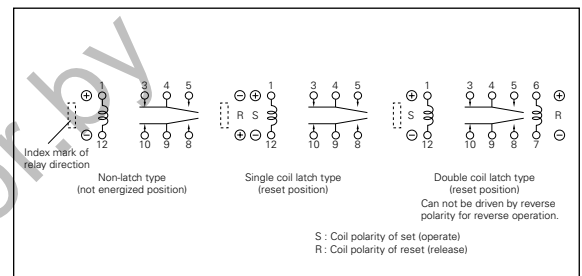 1 3 4 5
⊕
⊖
12 10 9 8
Index mark of
relay direction
Non-latch type
(not energized position)
⊖ ⊕ 1 3 4 5
R S
⊕ ⊖
12 10 9 8
Single coil latch type
(reset position)
⊕ 1 3 4 5 6 ⊕
S R
⊖ 12 10 9 8 7 ⊖
Double coil latch type
(reset position)
Can not be driven by reverse
polarity for reverse operation.
S : Coil polarity of set (operate)
R : Coil polarity of reset (release)
or.by